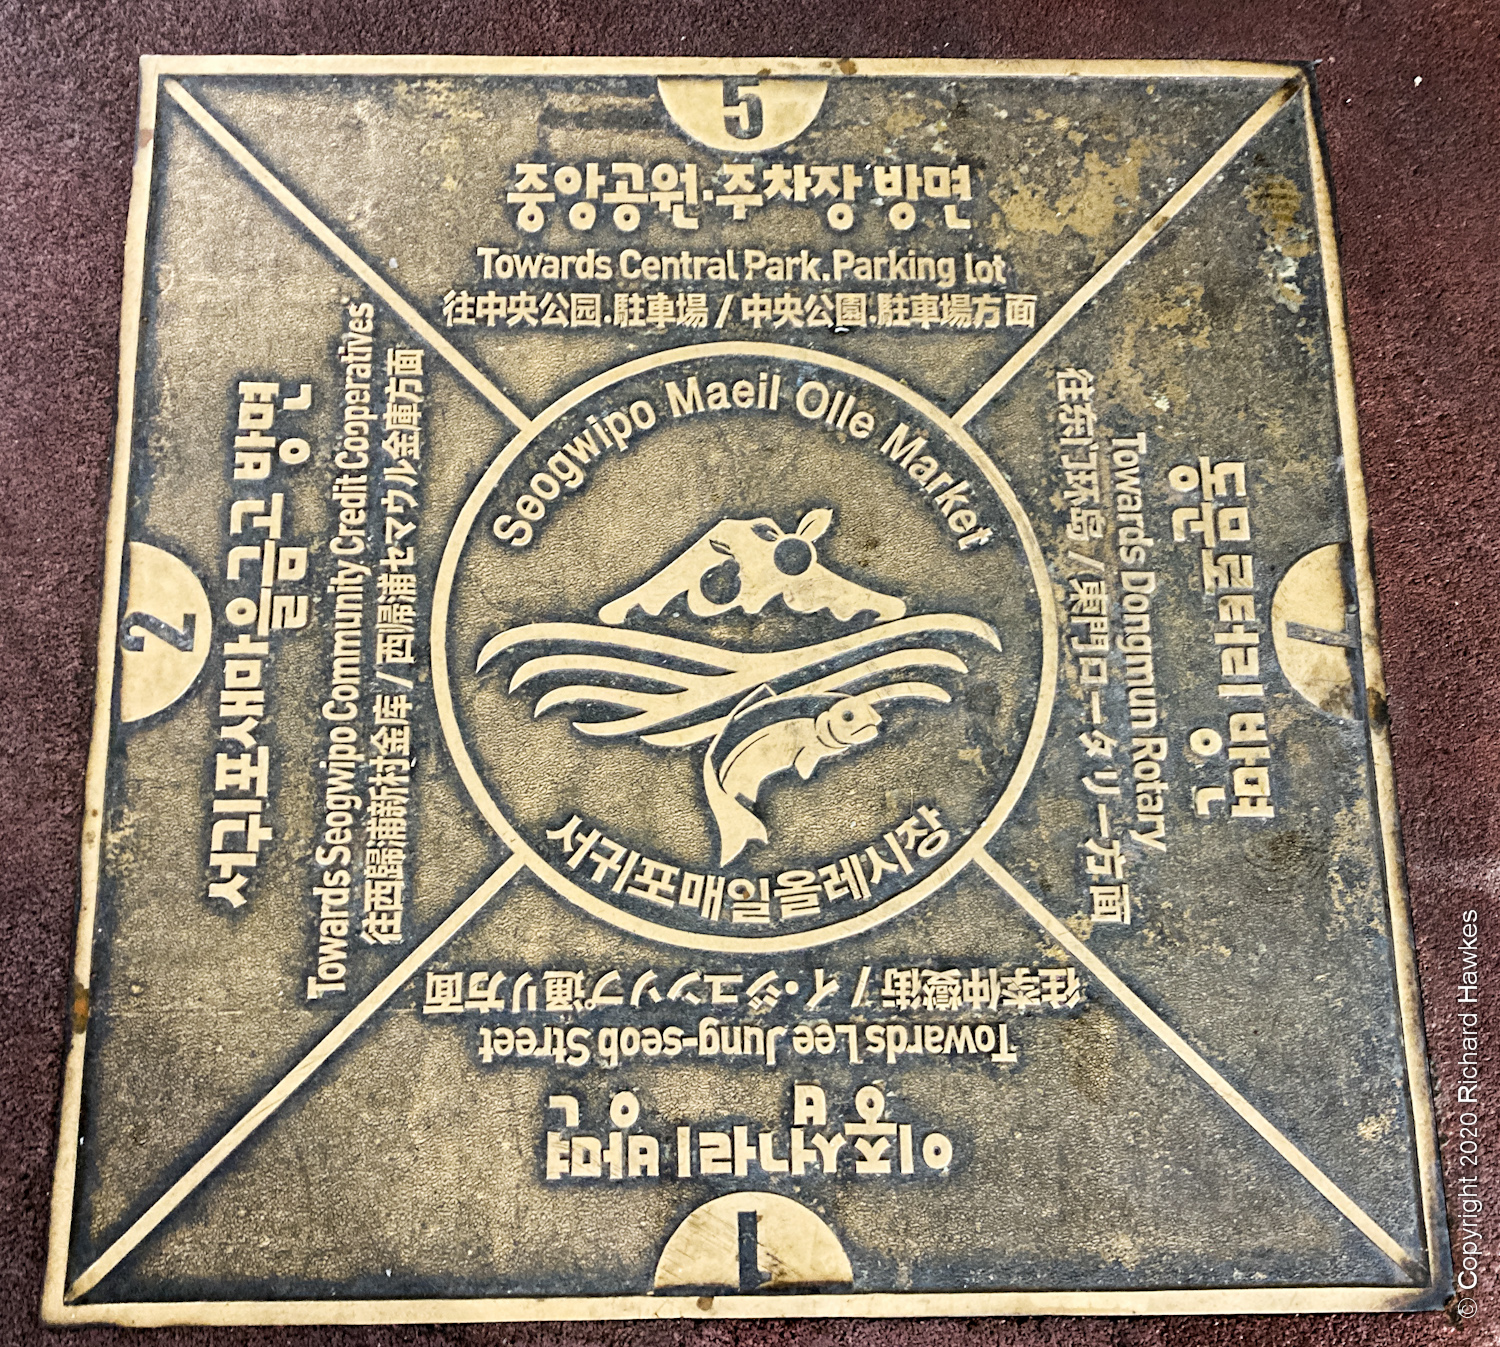 5
중앙공원·주차장 방면
Towards Central Park.Parking lot
往中央公园.駐車場 / 中央公園.駐車場方面
2
서귀포새마을금고 방면
Towards Seogwipo Community Credit Cooperatives
往西歸浦新村金库 / 西帰浦セマウル金庫方面
Seogwipo Maeil Olle Market
서귀포매일올레시장
7
동문로터리 방면
Towards Dongmun Rotary
往东门环岛 / 東門ロータリー方面
1
이중섭거리 방면
Towards Lee Jung-seob Street
往李仲燮街 / イ・ジュンソプ通り方面
© Copyright 2020 Richard Hawkes